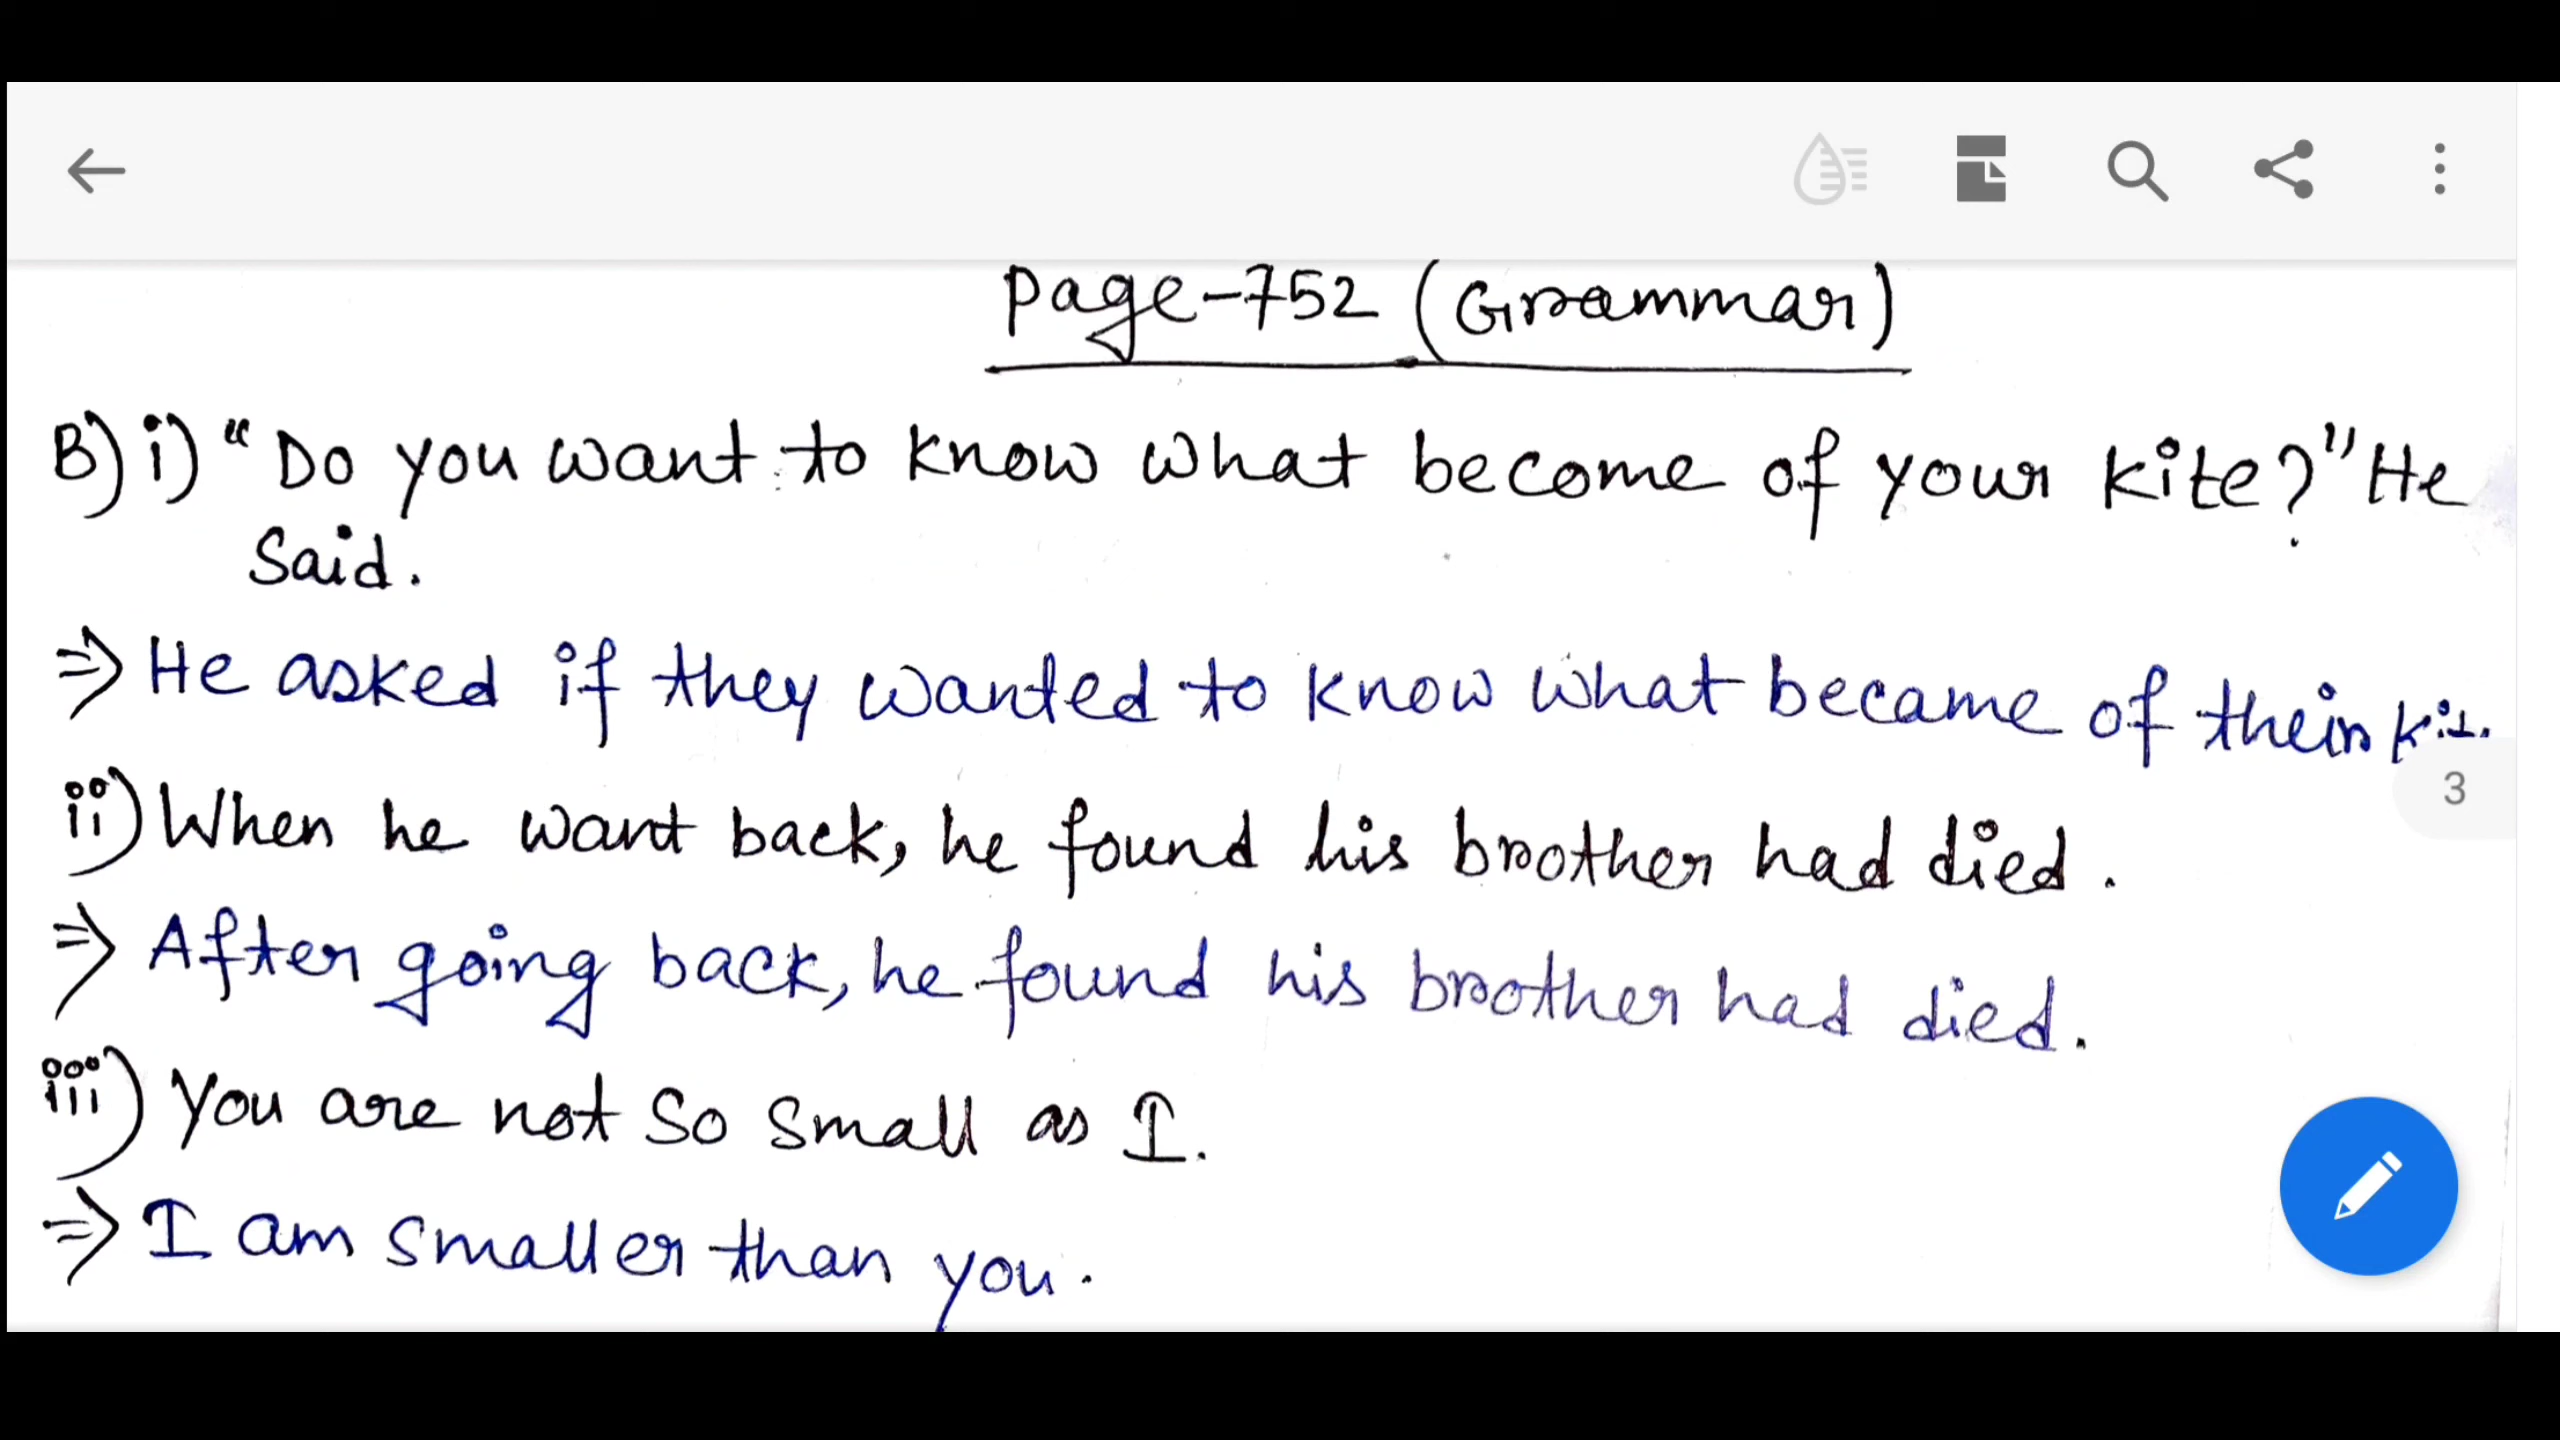 Page-752 (Grammar)
B) i) "Do you want to know what become of your kite?" He
Said.
⇒ He asked if they wanted to know what became of their
3
ii) When he want back, he found his brother had died.
⇒ After going back, he found his brother had died.
iii) You are not so small as I.
⇒ I am smaller than you.